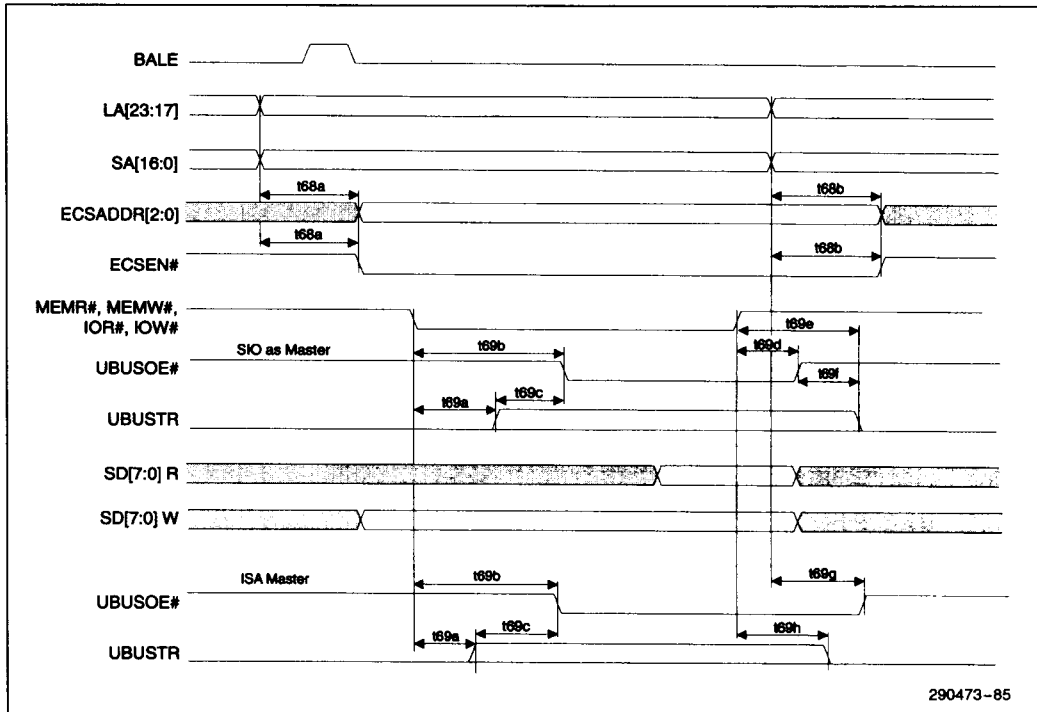 BALE
LA[23:17]
SA[16:0]
t68a
t68b
ECSADDR[2:0]
t68a
t68b
ECSEN#
MEMR#, MEMW#,
IOR#, IOW#
t69e
SIO as Master
t69b
t69d
UBUSOE#
t69f
t69a
t69c
UBUSTR
SD[7:0] R
SD[7:0] W
ISA Master
t69b
t69g
UBUSOE#
t69a
t69c
t69h
UBUSTR
290473-85